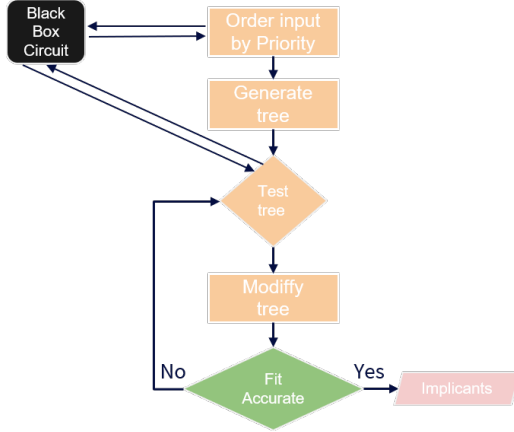 Black
Box
Circuit
Order input
by Priority
Generate
tree
Test
tree
Modiffy
tree
No
Fit
Accurate
Yes
Implicants